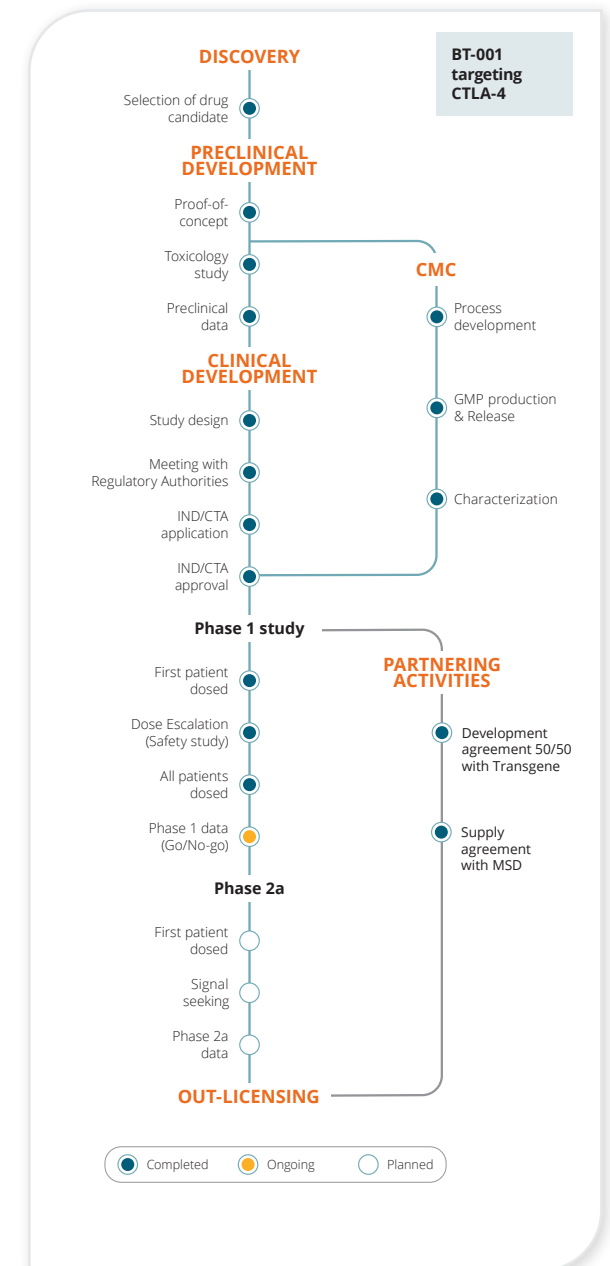 DISCOVERY
BT-001
targeting
CTLA-4
Selection of drug
candidate
PRECLINICAL
DEVELOPMENT
Proof-of-
concept
Toxicology
study
Preclinical
data
CMC
Process
development
GMP production
& Release
Characterization
CLINICAL
DEVELOPMENT
Study design
Meeting with
Regulatory Authorities
IND/CTA
application
IND/CTA
approval
Phase 1 study
First patient
dosed
Dose Escalation
(Safety study)
All patients
dosed
Phase 1 data
(Go/No-go)
PARTNERING
ACTIVITIES
Development
agreement 50/50
with Transgene
Supply
agreement
with MSD
Phase 2a
First patient
dosed
Signal
seeking
Phase 2a
data
OUT-LICENSING
Completed
Ongoing
Planned